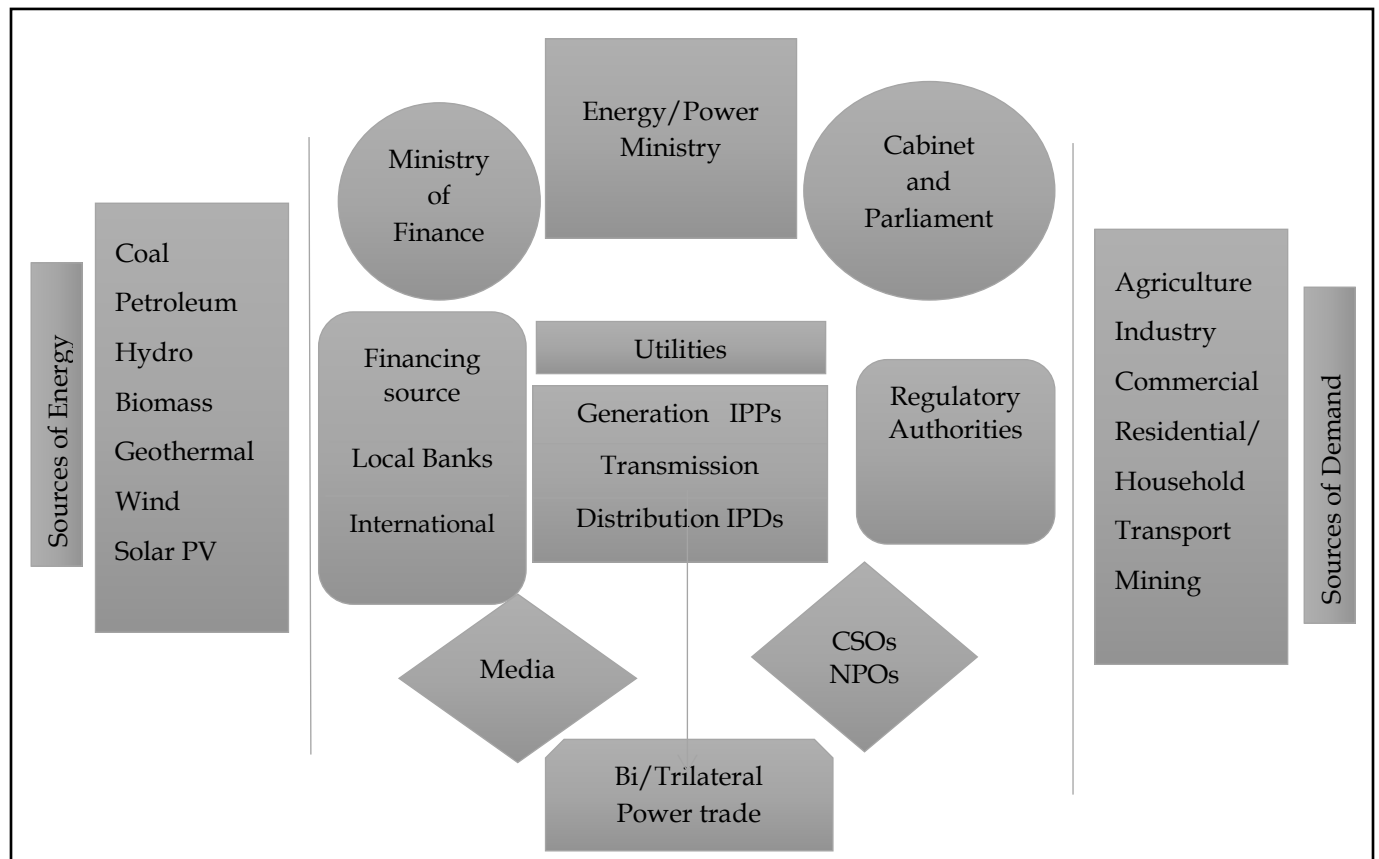 Energy/Power
Ministry
Ministry
of
Finance
Cabinet
and
Parliament
Sources of Energy
Coal
Petroleum
Hydro
Biomass
Geothermal
Wind
Solar PV
Financing
source
Local Banks
International
Utilities
Generation IPPs
Transmission
Distribution IPDs
Regulatory
Authorities
Agriculture
Industry
Commercial
Residential/
Household
Transport
Mining
Sources of Demand
Media
CSOs
NPOs
Bi/Trilateral
Power trade